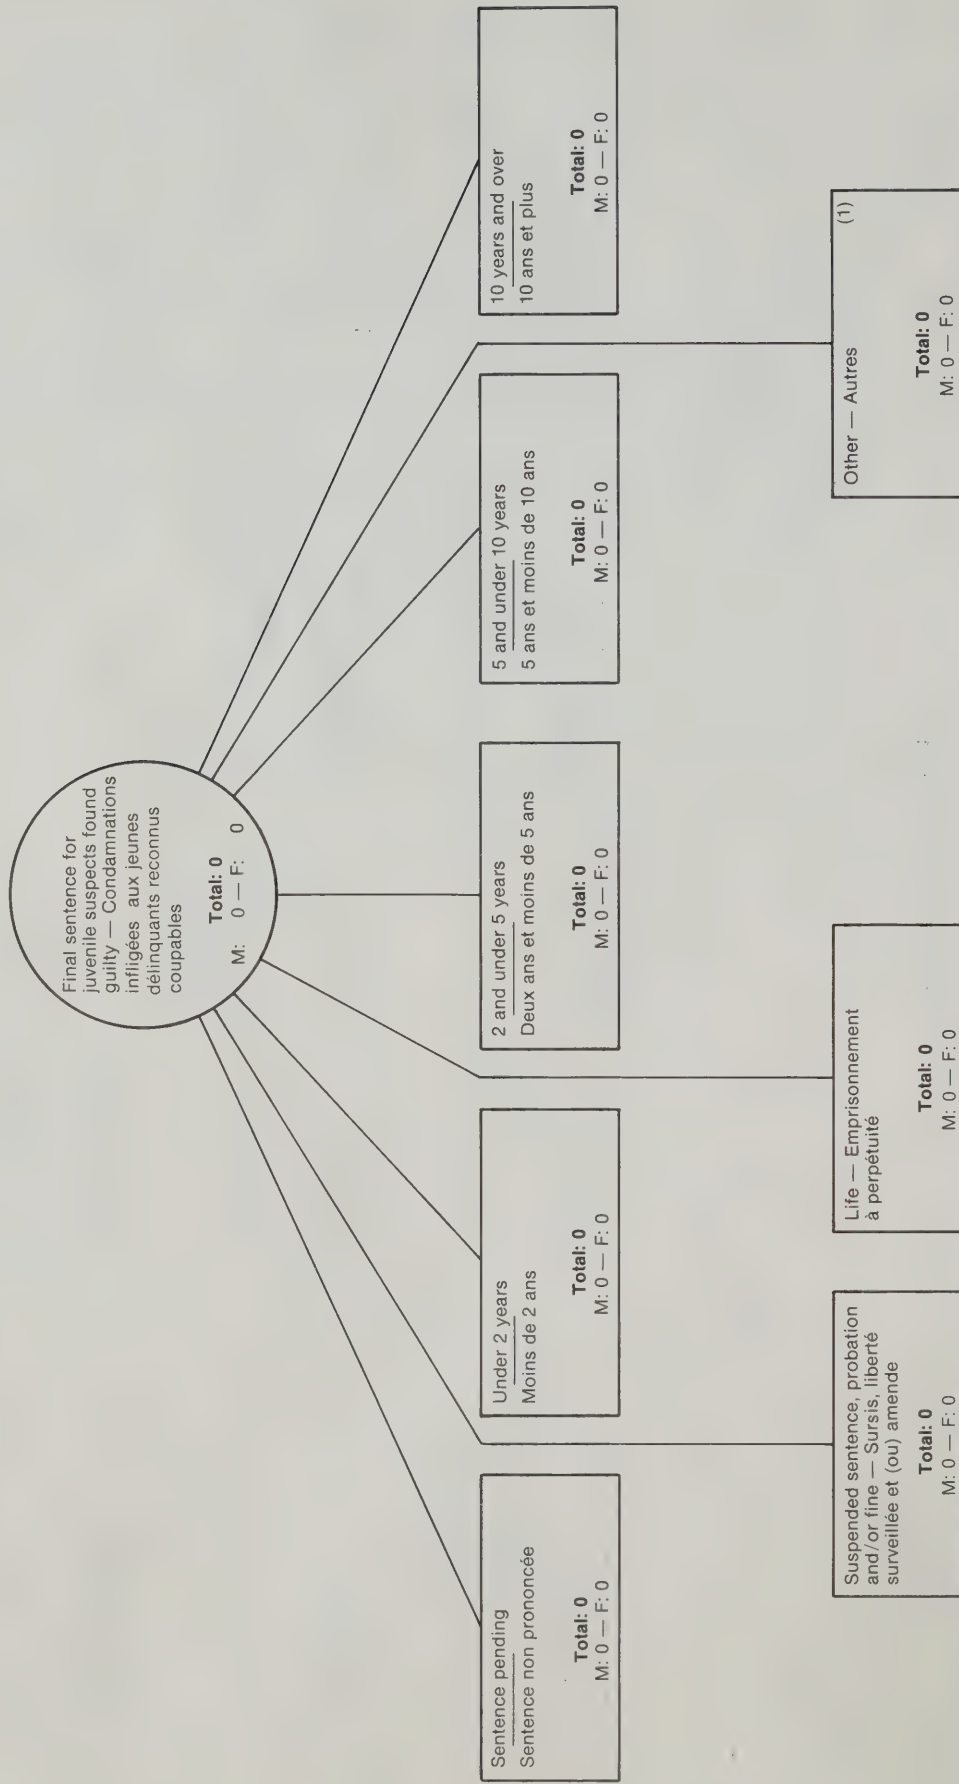 Final sentence for
juvenile suspects found
guilty — Condamnations
infligées aux jeunes
délinquants reconnus
coupables
Total: 0
M: 0 — F: 0
Sentence pending
Sentence non prononcée
Total: 0
M: 0 — F: 0
Under 2 years
Moins de 2 ans
Total: 0
M: 0 — F: 0
2 and under 5 years
Deux ans et moins de 5 ans
Total: 0
M: 0 — F: 0
5 and under 10 years
5 ans et moins de 10 ans
Total: 0
M: 0 — F: 0
10 years and over
10 ans et plus
Total: 0
M: 0 — F: 0
Suspended sentence, probation
and/or fine — Sursis, liberté
surveillée et (ou) amende
Total: 0
M: 0 — F: 0
Life — Emprisonnement
à perpétuité
Total: 0
M: 0 — F: 0
Other — Autres (1)
Total: 0
M: 0 — F: 0